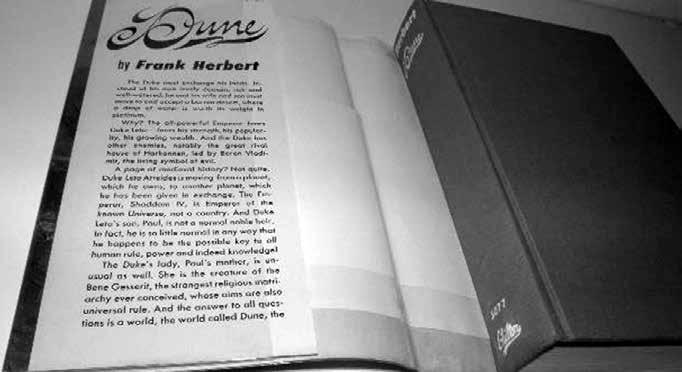 Dune
by Frank Herbert
The Duke must exchange his lands. In-
stead of his own lovely domain, rich and
well-watered, he and his wife and son must
move to and accept a barren desert, where
a drop of water is worth its weight in
platinum.
Why? The all-powerful Emperor fears
Duke Leto—fears his strength, his popular-
ity, his growing wealth. And the Duke has
other enemies, notably the great rival
house of Harkonnen, led by Baron Vladi-
mir, the living symbol of evil.
A page of medieval history? Not quite.
Duke Leto Atreides is moving from a planet,
which he owns, to another planet, which
he has been given in exchange. The Em-
peror, Shaddam IV, is Emperor of the
known Universe, not a country. And Duke
Leto's son, Paul, is not a normal noble heir.
In fact, he is so little normal in any way that
he happens to be the possible key to all
human rule, power and indeed knowledge!
The Duke's lady, Paul's mother, is un-
usual as well. She is the creature of the
Bene Gesserit, the strangest religious matri-
archy ever conceived, whose aims are also
universal rule. And the answer to all ques-
tions is a world, the world called Dune, the
Herbert
Dune
5077
Chilton